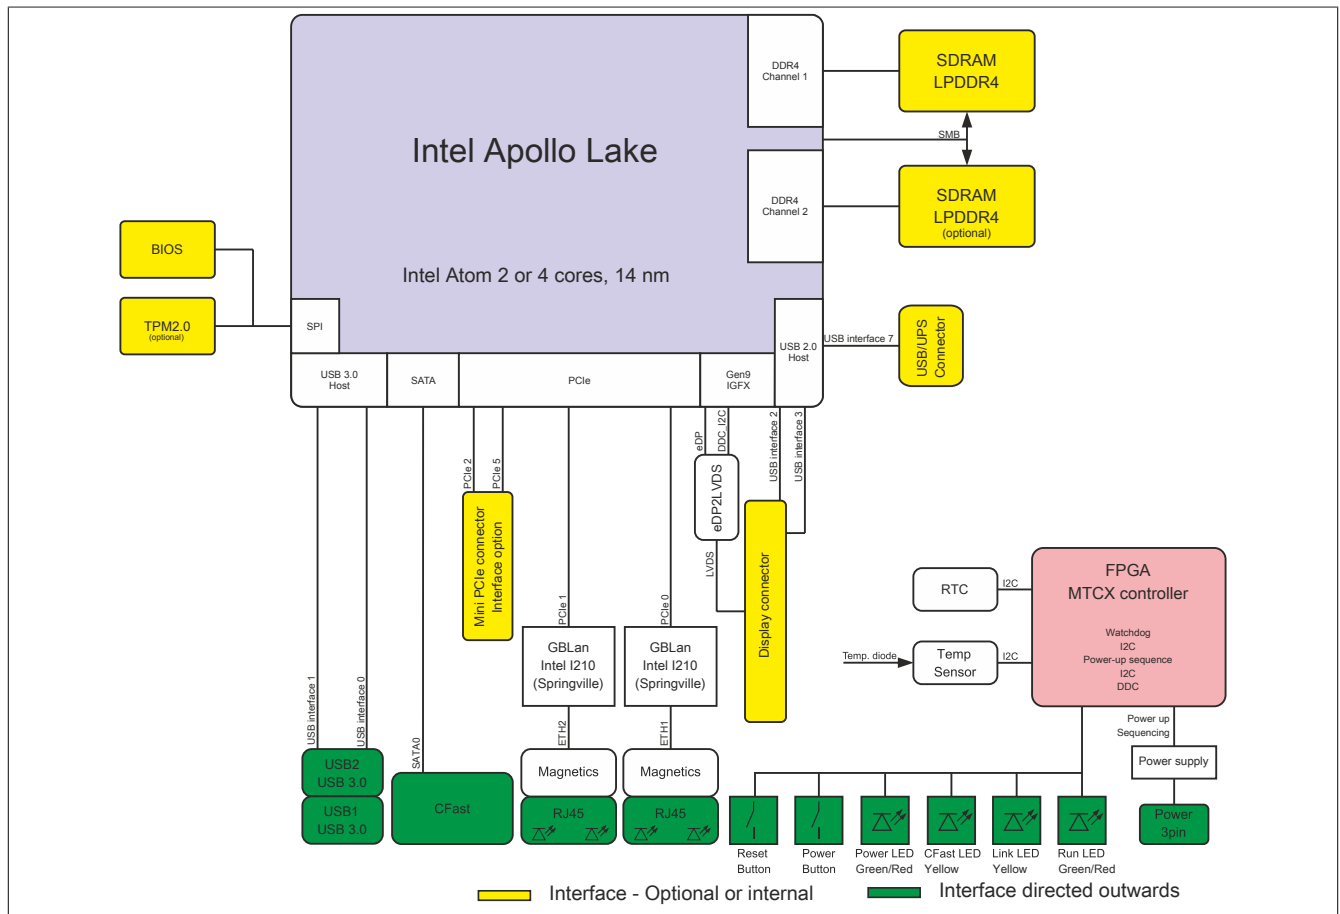 DDR4
Channel 1
SDRAM
LPDDR4
SMB
Intel Apollo Lake
DDR4
Channel 2
SDRAM
LPDDR4
(optional)
BIOS
Intel Atom 2 or 4 cores, 14 nm
TPM2.0
(optional)
SPI
USB 2.0
Host
USB interface 7
USB/UPS
Connector
USB 3.0
Host
SATA
PCIe
Gen9
IGFX
PCIe 2
PCIe 5
eDP
DDC_I2C
USB interface 2
USB interface 3
Mini PCIe connector
Interface option
eDP2LVDS
LVDS
Display connector
PCIe 1
PCIe 0
GBLan
Intel I210
(Springville)
GBLan
Intel I210
(Springville)
RTC
I2C
FPGA
MTCX controller
Watchdog
I2C
Power-up sequence
I2C
DDC
Temp. diode
Temp
Sensor
I2C
USB interface 1
USB interface 0
SATA0
ETH2
ETH1
Power up
Sequencing
Power supply
USB2
USB 3.0
USB1
USB 3.0
CFast
Magnetics
RJ45
Magnetics
RJ45
Power
3pin
Reset
Button
Power
Button
Power LED
Green/Red
CFast LED
Yellow
Link LED
Yellow
Run LED
Green/Red
Interface - Optional or internal
Interface directed outwards